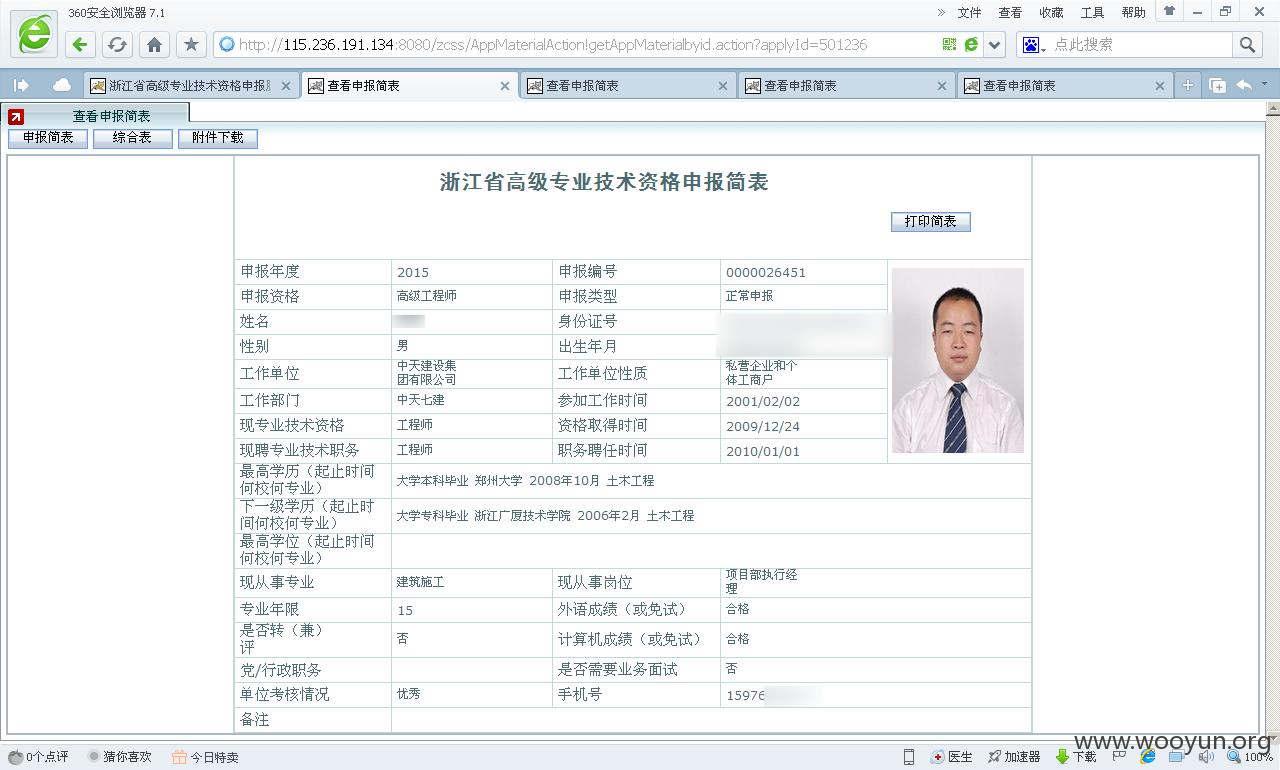 360安全浏览器 7.1
» 文件 查看 收藏 工具 帮助
http://115.236.191.134:8080/zcss/AppMaterialAction!getAppMaterialbyid.action?applyId=501236
点此搜索
浙江省高级专业技术资格申报
查看申报简表
查看申报简表
查看申报简表
查看申报简表
查看申报简表
申报简表 综合表 附件下载
浙江省高级专业技术资格申报简表
打印简表
申报年度 2015 申报编号 0000026451
申报资格 高级工程师 申报类型 正常申报
姓名 身份证号
性别 男 出生年月
工作单位 中天建设集
团有限公司 工作单位性质 私营企业和个
体工商户
工作部门 中天七建 参加工作时间 2001/02/02
现专业技术资格 工程师 资格取得时间 2009/12/24
现聘专业技术职务 工程师 职务聘任时间 2010/01/01
最高学历（起止时间
何校何专业） 大学本科毕业 郑州大学 2008年10月 土木工程
下一级学历（起止时
间何校何专业） 大学专科毕业 浙江广厦技术学院 2006年2月 土木工程
最高学位（起止时间
何校何专业）
现从事专业 建筑施工 现从事岗位 项目部执行经
理
专业年限 15 外语成绩（或免试） 合格
是否转（兼）
评 否 计算机成绩（或免试） 合格
党/行政职务 是否需要业务面试 否
单位考核情况 优秀 手机号 15976
备注
www.wooyun.org
0个点评 猜你喜欢 今日特卖 医生 加速器 下载 100%